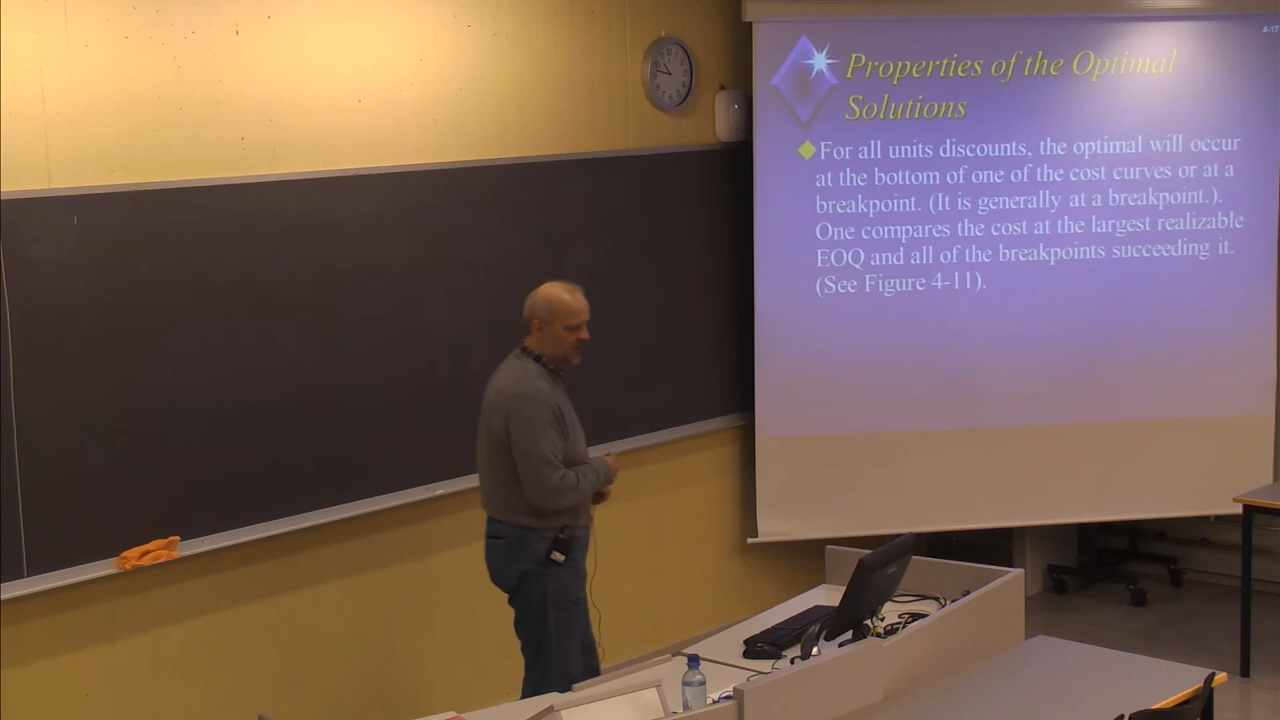 4-17
Properties of the Optimal
Solutions
For all units discounts, the optimal will occur
at the bottom of one of the cost curves or at a
breakpoint. (It is generally at a breakpoint.).
One compares the cost at the largest realizable
EOQ and all of the breakpoints succeeding it.
(See Figure 4-11).